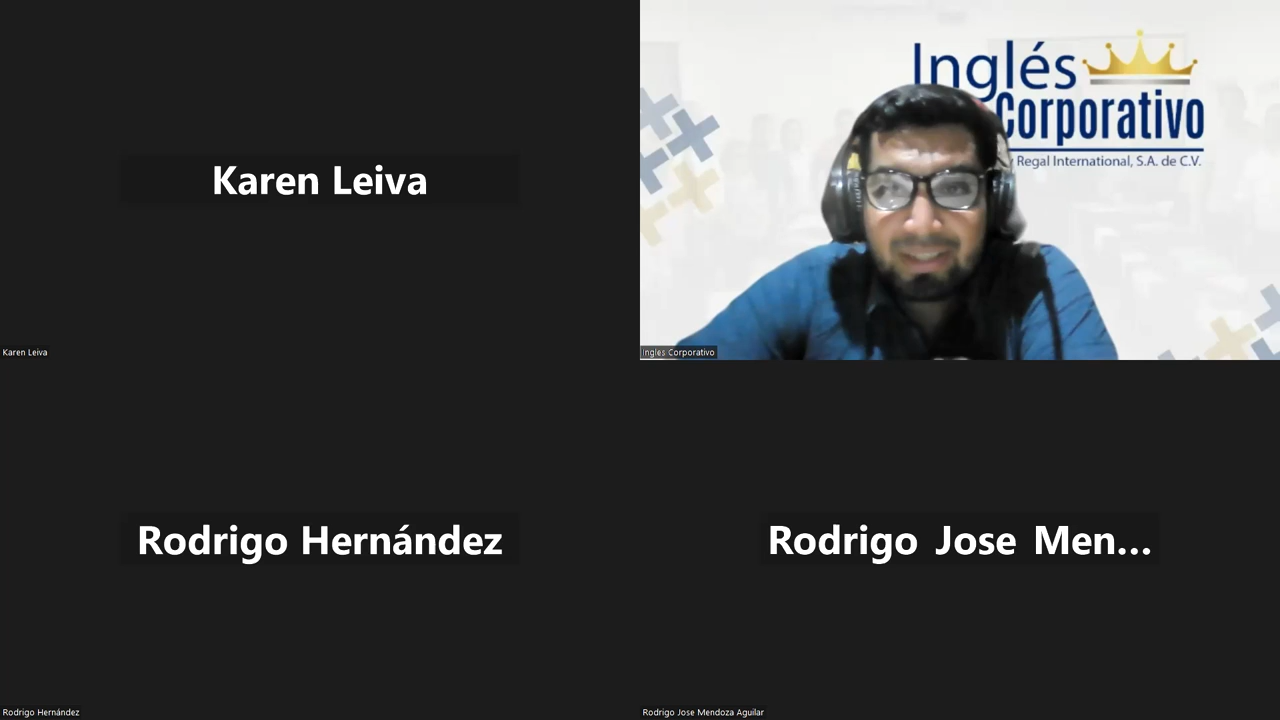 Karen Leiva
Karen Leiva
Inglés
Corporativo
y Regal International, S.A. de C.V.
Ingles Corporativo
Rodrigo Hernández
Rodrigo Hernández
Rodrigo Jose Men...
Rodrigo Jose Mendoza Aguilar